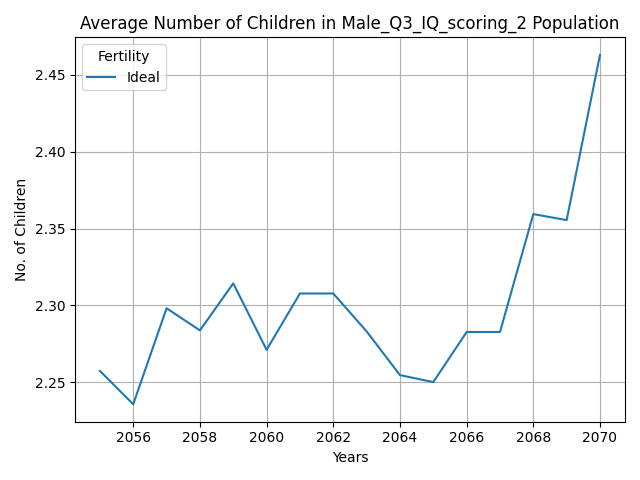 Average Number of Children in Male_Q3_IQ_scoring_2 Population
Fertility
Ideal
No. of Children
2.45
2.40
2.35
2.30
2.25
2056 2058 2060 2062 2064 2066 2068 2070
Years